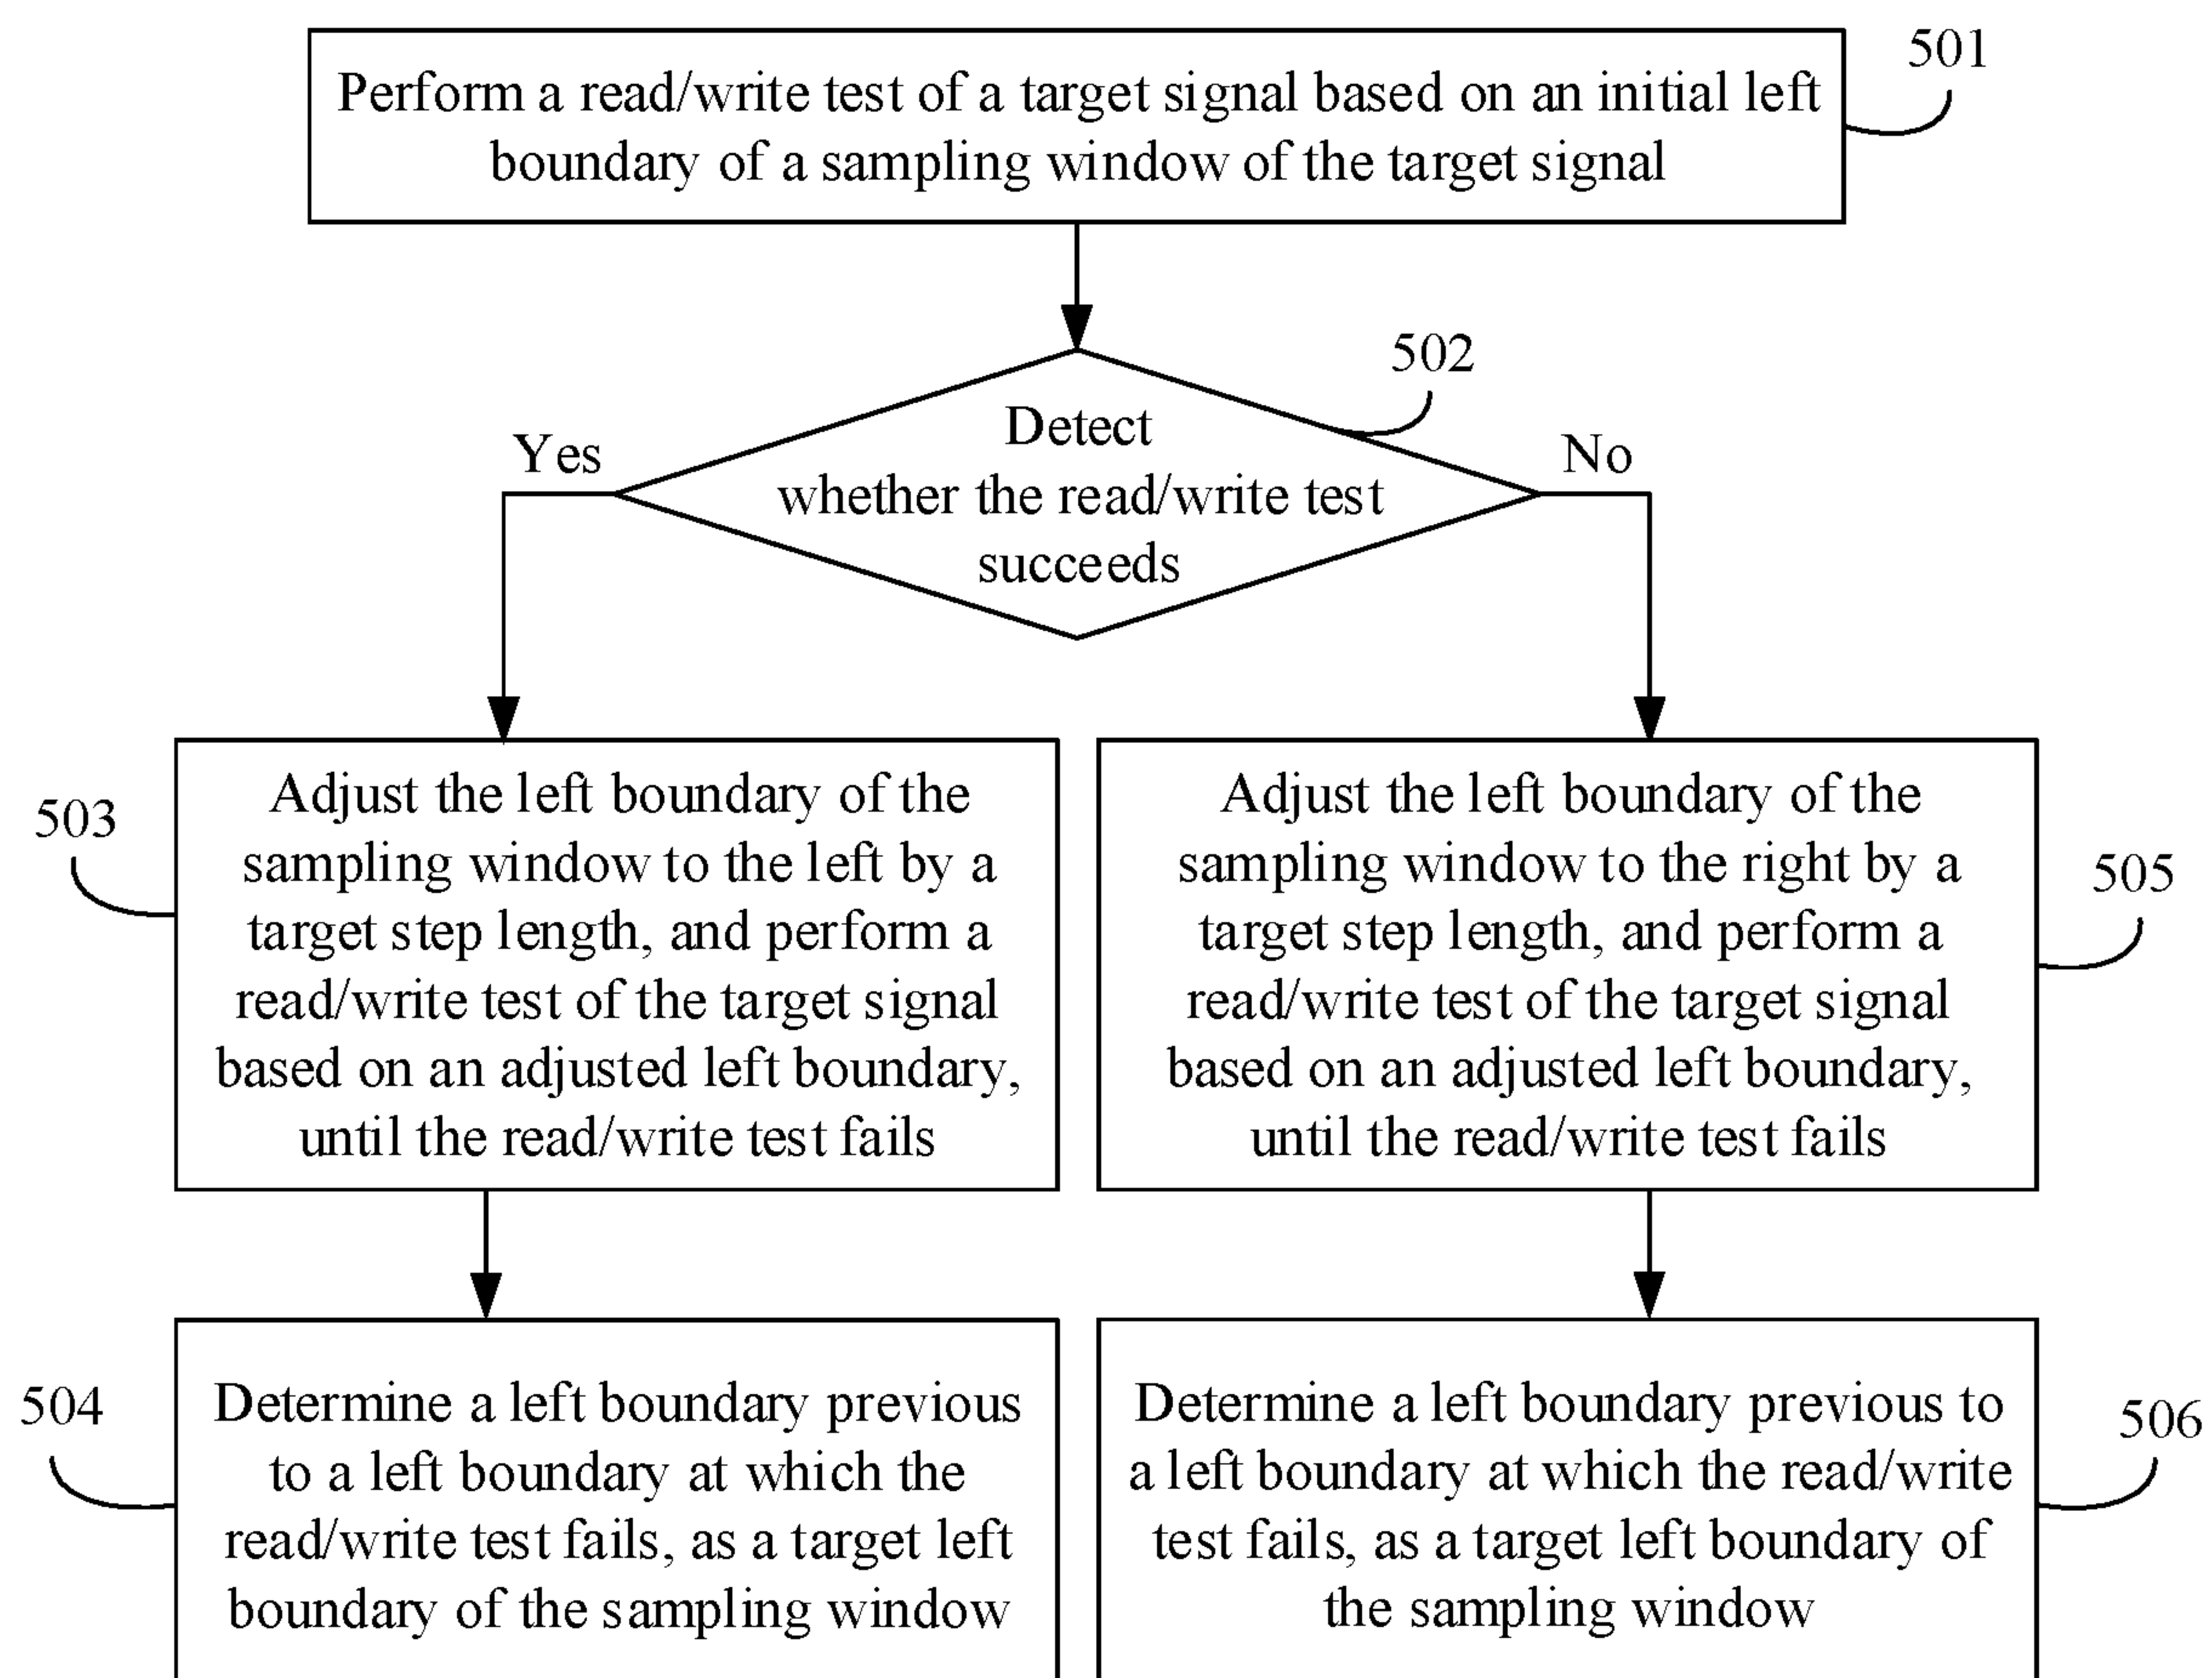 501
Perform a read/write test of a target signal based on an initial left
boundary of a sampling window of the target signal
502
Detect
whether the read/write test
succeeds
Yes
No
503
Adjust the left boundary of the
sampling window to the left by a
target step length, and perform a
read/write test of the target signal
based on an adjusted left boundary,
until the read/write test fails
505
Adjust the left boundary of the
sampling window to the right by a
target step length, and perform a
read/write test of the target signal
based on an adjusted left boundary,
until the read/write test fails
504
Determine a left boundary previous
to a left boundary at which the
read/write test fails, as a target left
boundary of the sampling window
506
Determine a left boundary previous to
a left boundary at which the read/write
test fails, as a target left boundary of
the sampling window